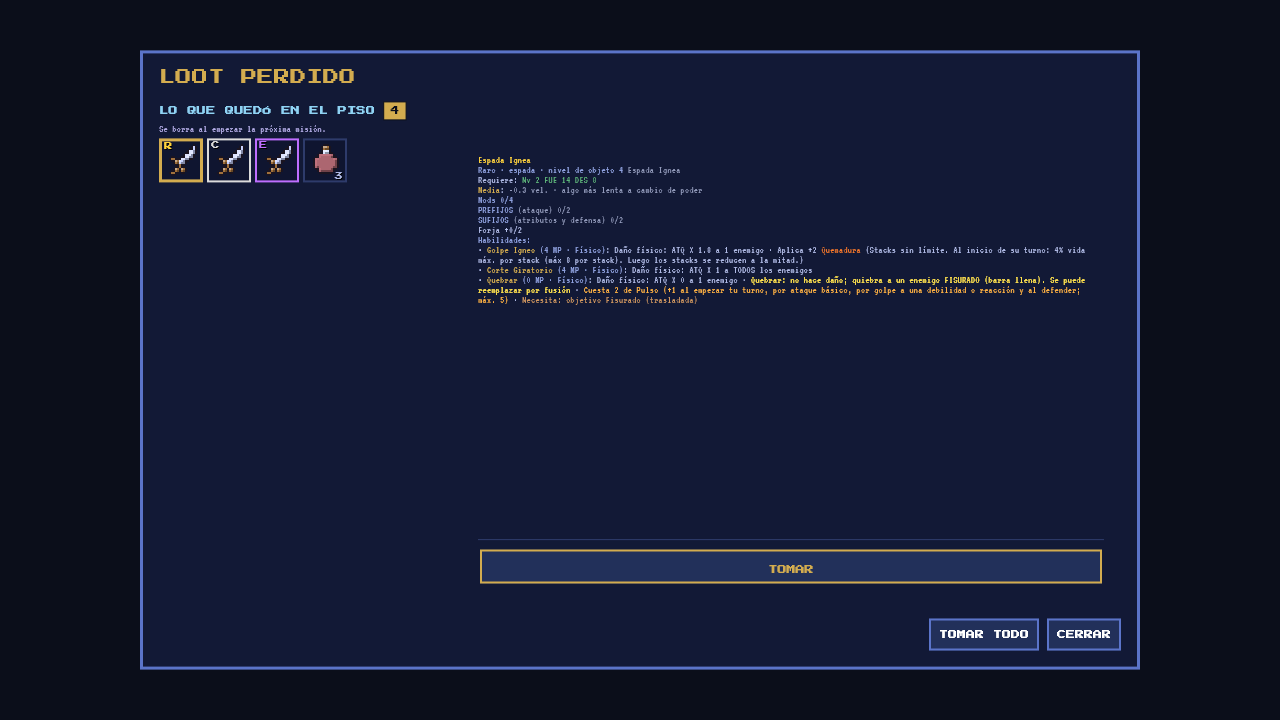 LOOT PERDIDO
LO QUE QUEDó EN EL PISO 4
Se borra al empezar la próxima misión.
R C E
3
Espada Ignea
Raro · espada · nivel de objeto 4 Espada Ignea
Requiere: Nv 2 FUE 14 DES 8
Media: -0.3 vel. · algo más lenta a cambio de poder
Mods 0/4
PREFIJOS (ataque) 0/2
SUFIJOS (atributos y defensa) 0/2
Forja +0/2
Habilidades:
· Golpe Igneo (4 MP · Físico): Daño físico: ATQ X 1.8 a 1 enemigo · Aplica +2 Quemadura (Stacks sin límite. Al inicio de su turno: 4% vida
máx. por stack (máx 8 por stack). Luego los stacks se reducen a la mitad.)
· Corte Giratorio (4 MP · Físico): Daño físico: ATQ X 1 a TODOS los enemigos
· Quebrar (0 MP · Físico): Daño físico: ATQ X 0 a 1 enemigo · Quebrar: no hace daño; quiebra a un enemigo FISURADO (barra llena). Se puede
reemplazar por fusión · Cuesta 2 de Pulso (+1 al empezar tu turno, por ataque básico, por golpe a una debilidad o reacción y al defender;
máx. 5) · Necesita: objetivo Fisurado (trasladada)
TOMAR
TOMAR TODO
CERRAR